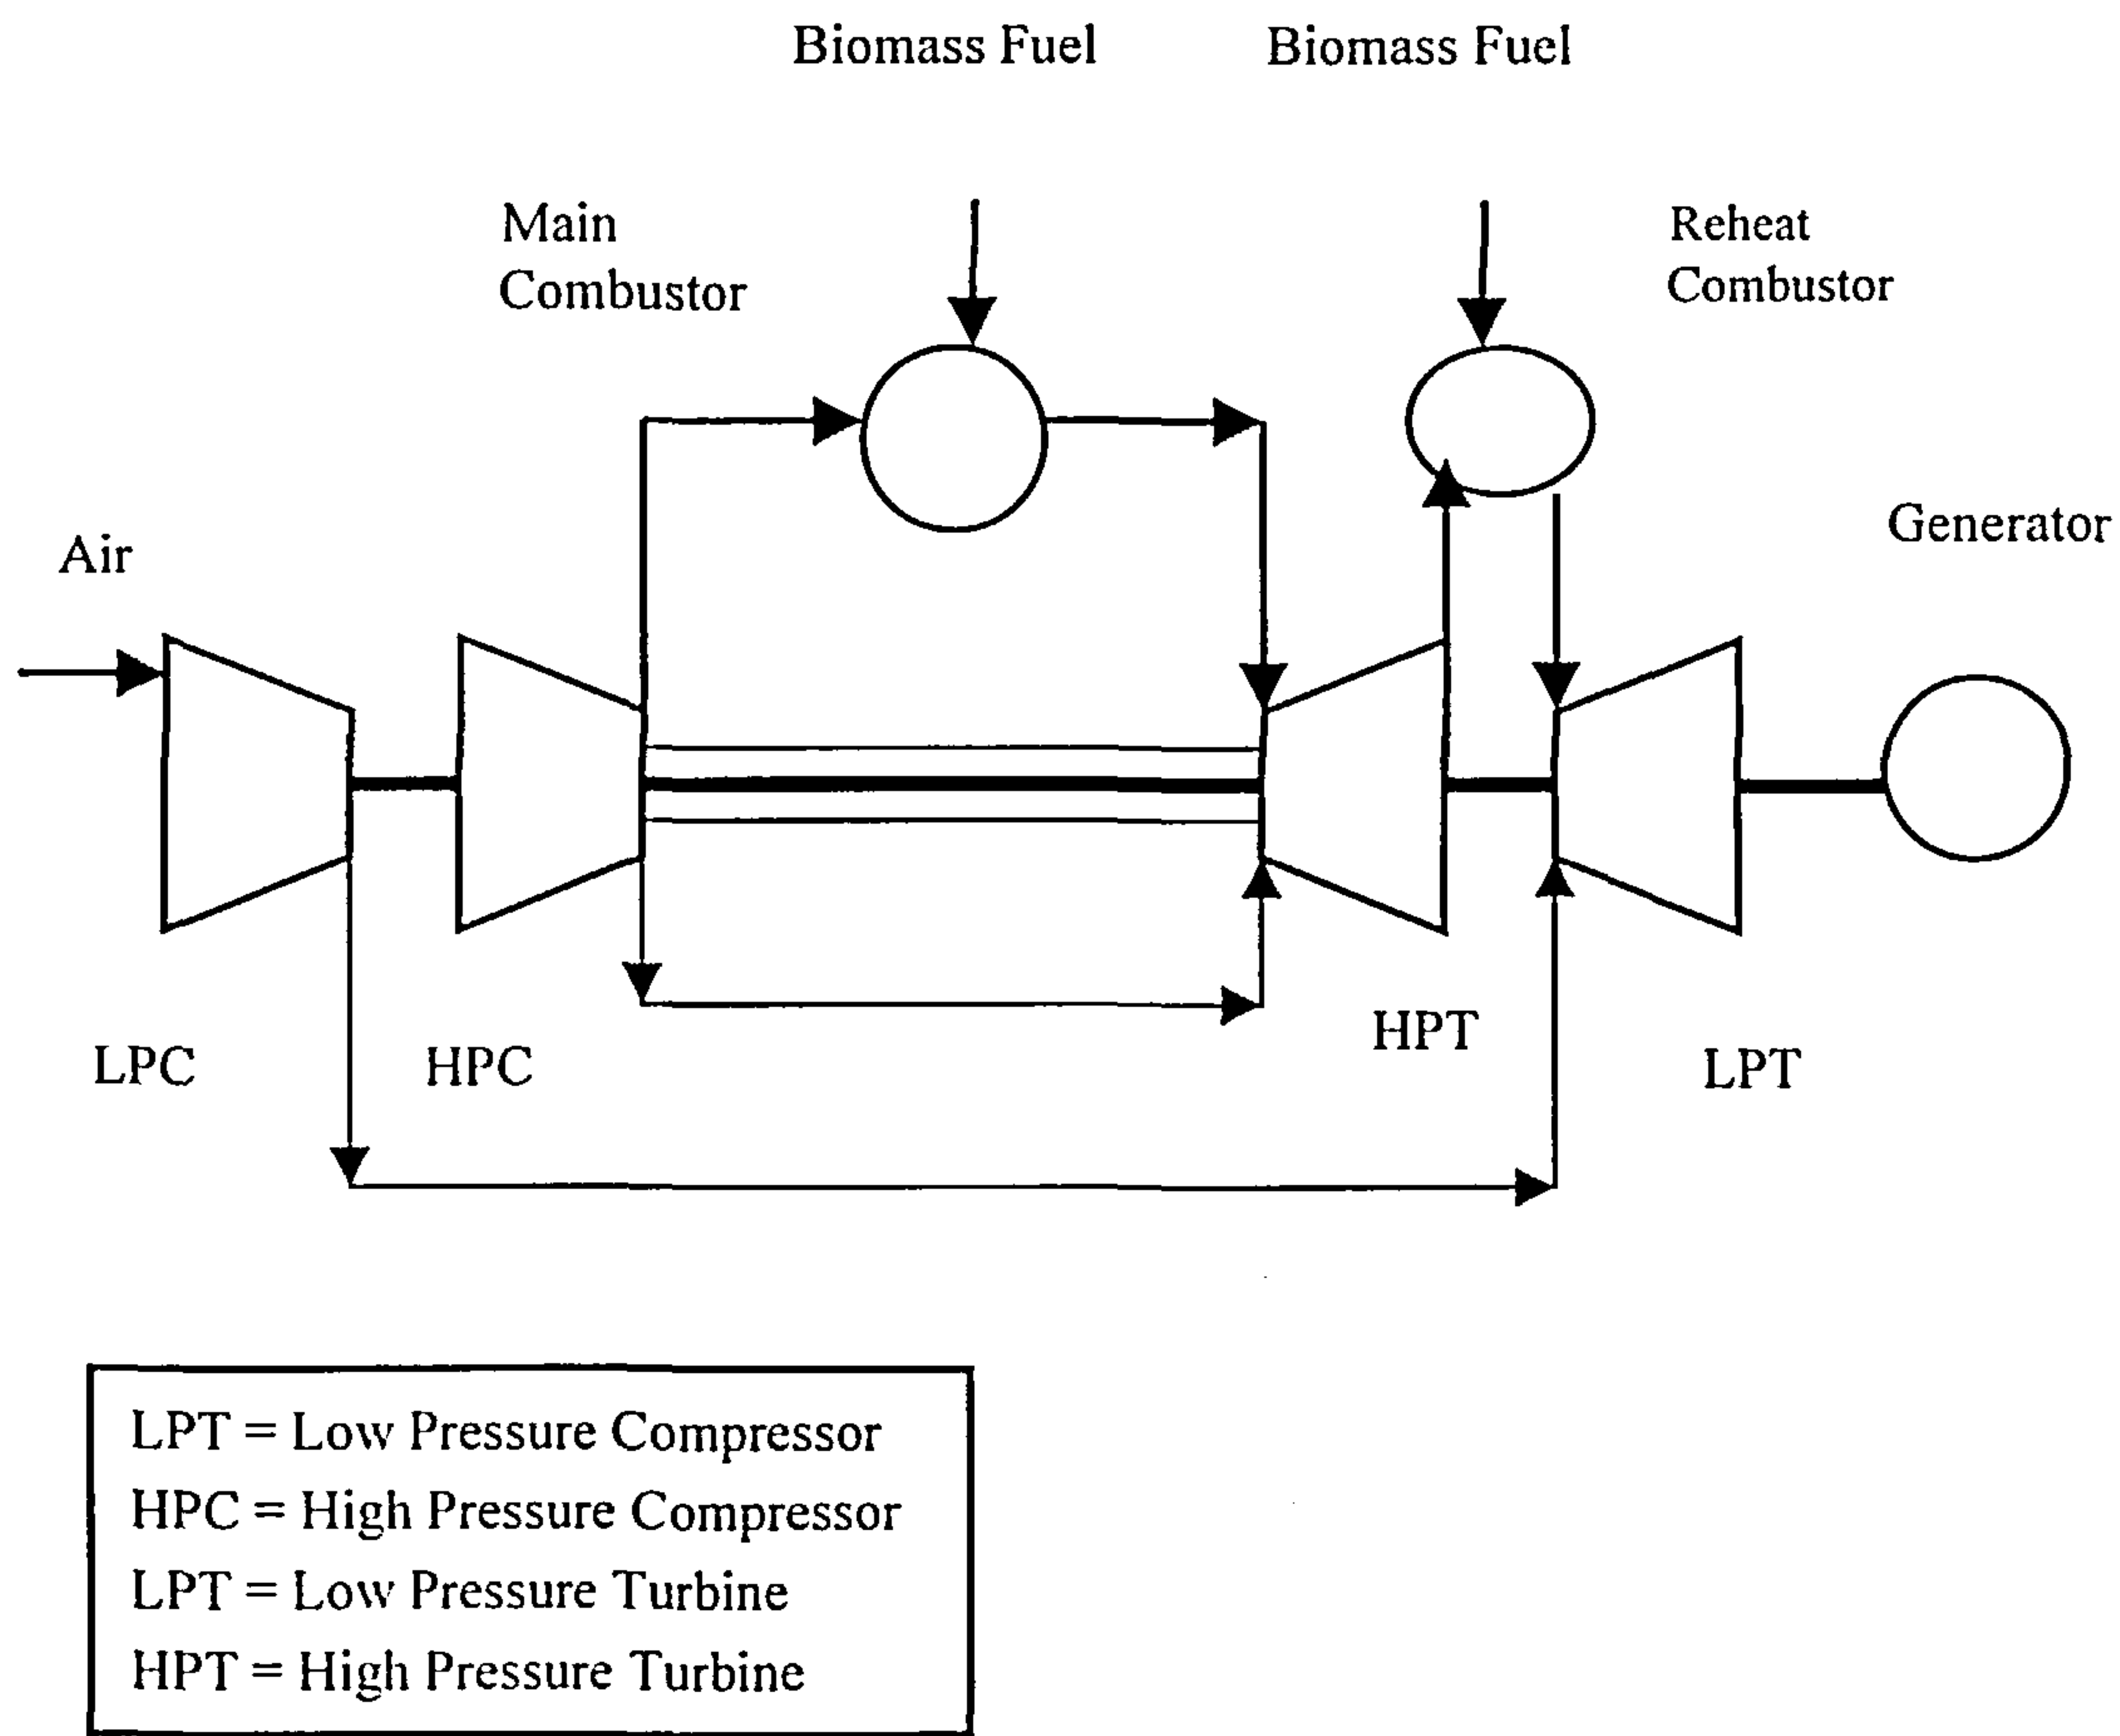 Biomass Fuel
Biomass Fuel
Main
Combustor
Reheat
Combustor
Generator
Air
HPT
LPC
HPC
LPT
LPT = Low Pressure Compressor
HPC = High Pressure Compressor
LPT = Low Pressure Turbine
HPT = High Pressure Turbine